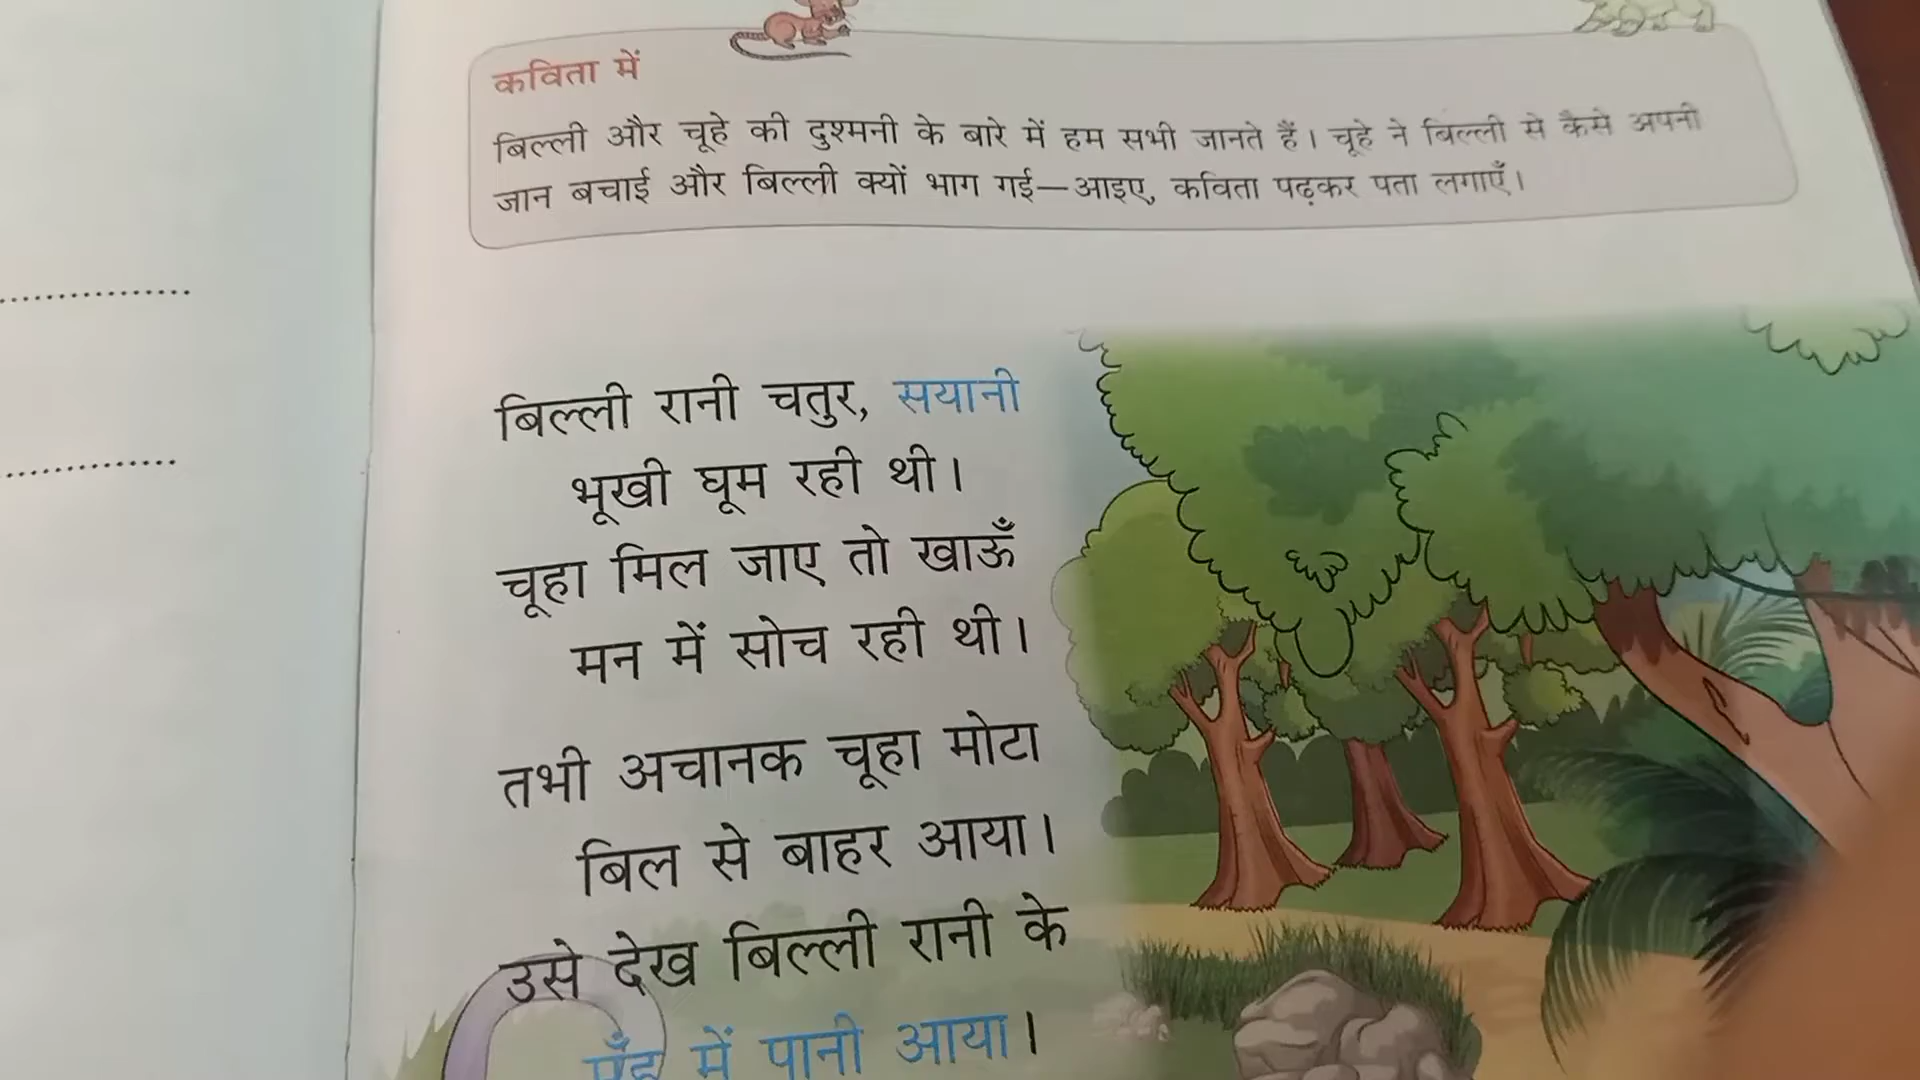 कविता में
बिल्ली और चूहे की दुश्मनी के बारे में हम सभी जानते हैं। चूहे ने बिल्ली से कैसे अपनी
जान बचाई और बिल्ली क्यों भाग गई—आइए, कविता पढ़कर पता लगाएँ।
बिल्ली रानी चतुर, सयानी
भूखी घूम रही थी।
चूहा मिल जाए तो खाऊँ
मन में सोच रही थी।
तभी अचानक चूहा मोटा
बिल से बाहर आया।
उसे देख बिल्ली रानी के
मुँह में पानी आया।